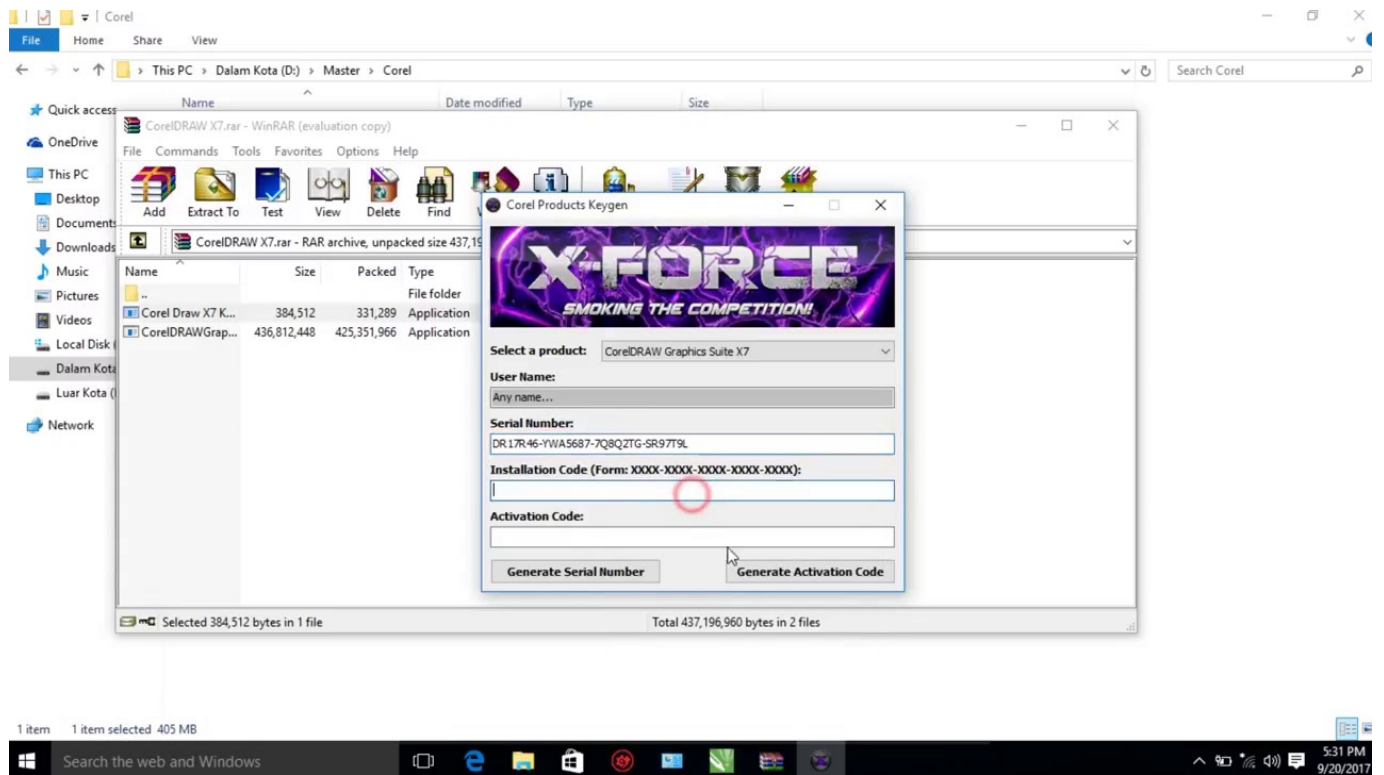 Corel
File Home Share View
This PC > Dalam Kota (D:) > Master > Corel
Search Corel
Name Date modified Type Size
Quick access
OneDrive
This PC
Desktop
Documents
Downloads
Music
Pictures
Videos
Local Disk
Dalam Kota
Luar Kota
Network
CorelDRAW X7.rar - WinRAR (evaluation copy)
File Commands Tools Favorites Options Help
Add Extract To Test View Delete Find
CorelDRAW X7.rar - RAR archive, unpacked size 437,19
Name Size Packed Type
.. File folder
Corel Draw X7 K... 384,512 331,289 Application
CorelDRAWGrap... 436,812,448 425,351,966 Application
Selected 384,512 bytes in 1 file
Total 437,196,960 bytes in 2 files
Corel Products Keygen
X-FORCE
SMOKING THE COMPETITION!
Select a product: CorelDRAW Graphics Suite X7
User Name:
Any name...
Serial Number:
DR17R46-YWA5687-7Q8Q2TG-SR97T9L
Installation Code (Form: XXXX-XXXX-XXXX-XXXX-XXXX):
Activation Code:
Generate Serial Number Generate Activation Code
1 item 1 item selected 405 MB
Search the web and Windows
5:31 PM
9/20/2017